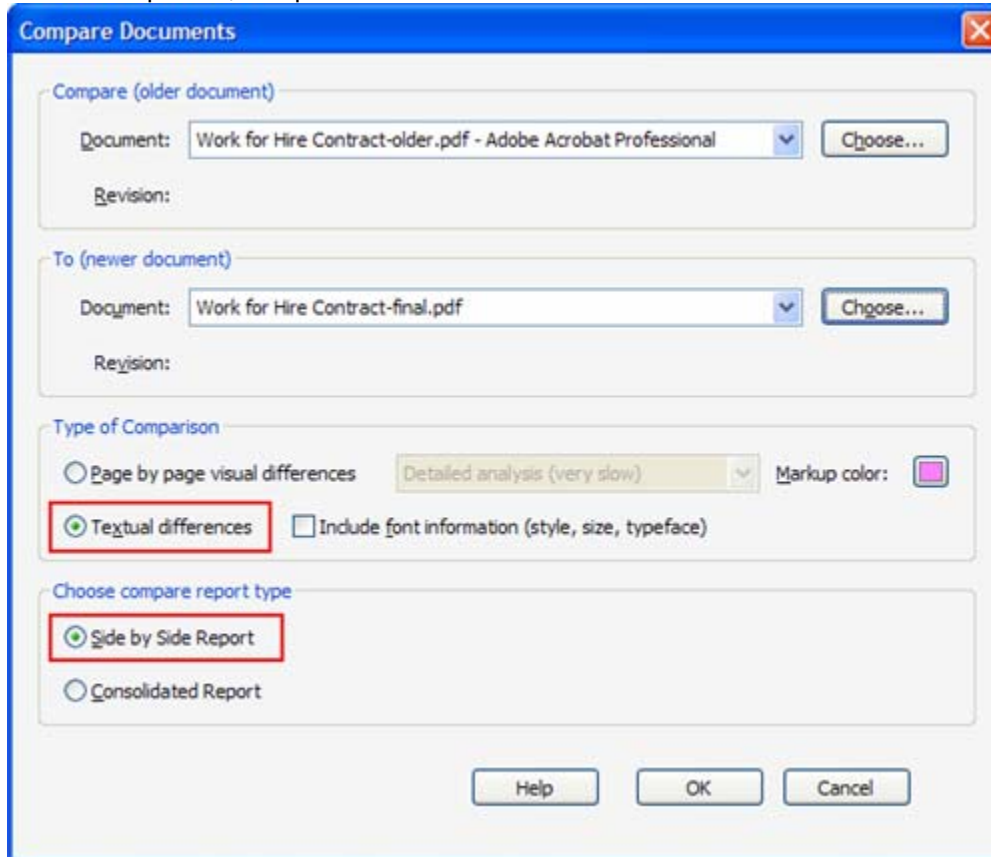 Compare Documents
Compare (older document)
Document: Work for Hire Contract-older.pdf - Adobe Acrobat Professional Choose...
Revision:
To (newer document)
Document: Work for Hire Contract-final.pdf Choose...
Revision:
Type of Comparison
Page by page visual differences Detailed analysis (very slow) Markup color:
Textual differences Include font information (style, size, typeface)
Choose compare report type
Side by Side Report
Consolidated Report
Help OK Cancel